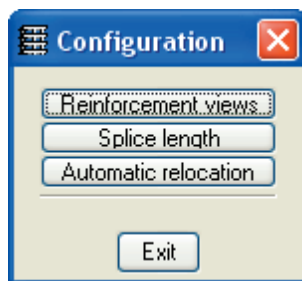 Configuration
Reinforcement views
Splice length
Automatic relocation
Exit